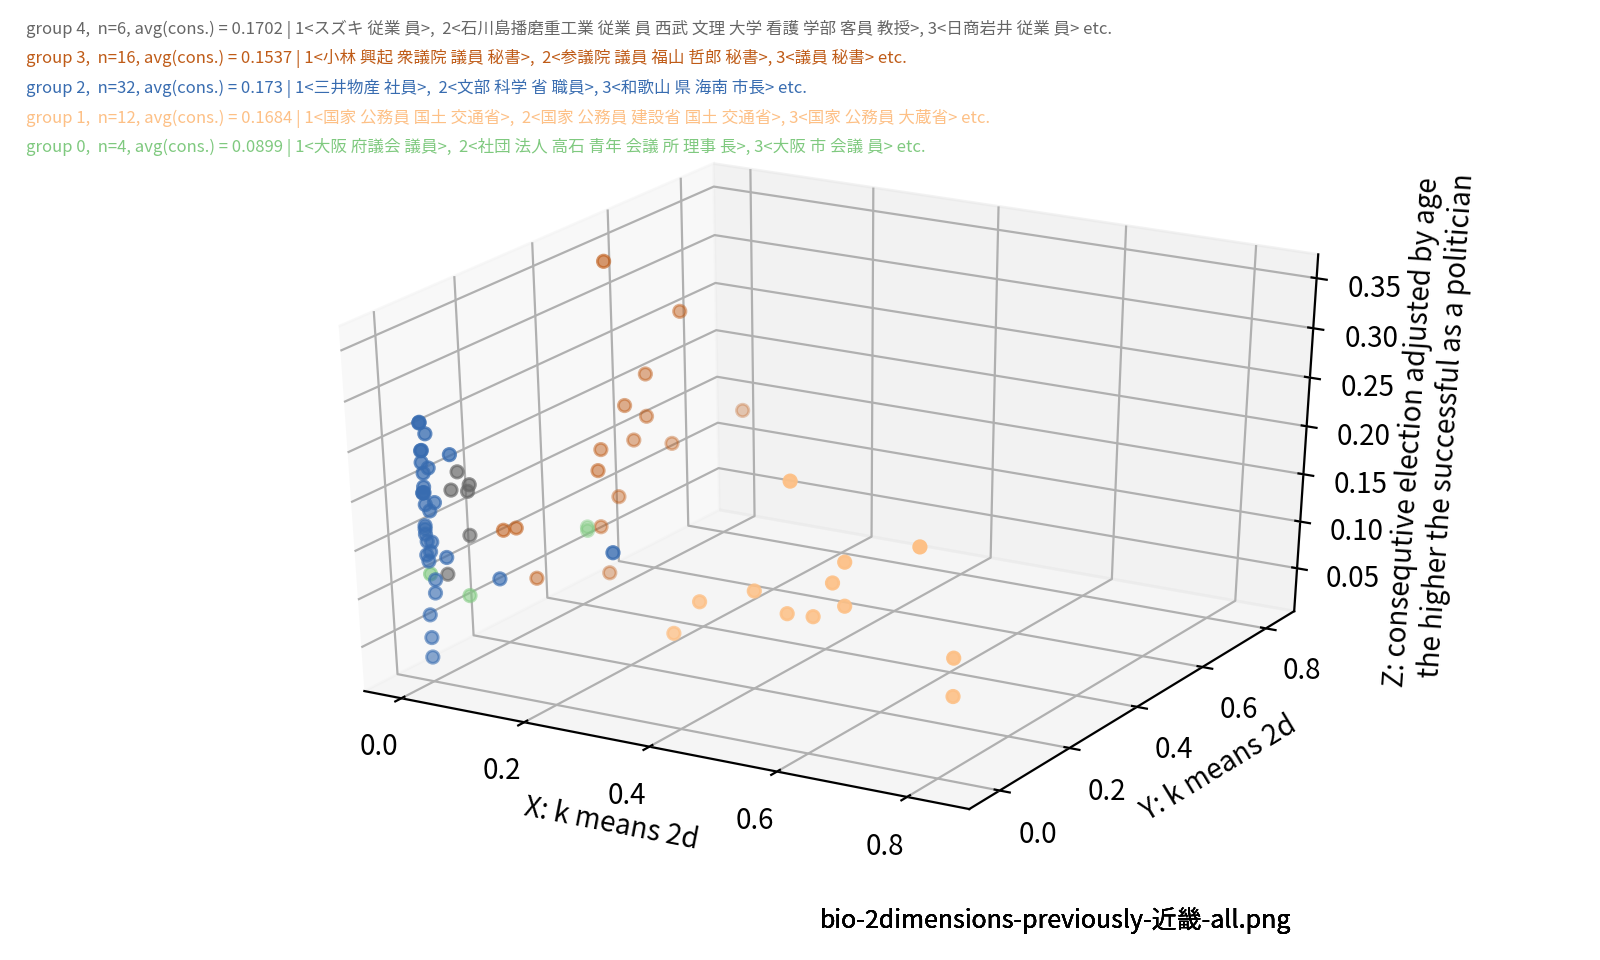 group 4,  n=6, avg(cons.) = 0.1702 | 1<スズキ 従業 員>,  2<石川島播磨重工業 従業 員 西武 文理 大学 看護 学部 客員 教授>, 3<日商岩井 従業 員> etc.
group 3,  n=16, avg(cons.) = 0.1537 | 1<小林 興起 衆議院 議員 秘書>,  2<参議院 議員 福山 哲郎 秘書>, 3<議員 秘書> etc.
group 2,  n=32, avg(cons.) = 0.173 | 1<三井物産 社員>,  2<文部 科学 省 職員>, 3<和歌山 県 海南 市長> etc.
group 1,  n=12, avg(cons.) = 0.1684 | 1<国家 公務員 国土 交通省>,  2<国家 公務員 建設省 国土 交通省>, 3<国家 公務員 大蔵省> etc.
group 0,  n=4, avg(cons.) = 0.0899 | 1<大阪 府議会 議員>,  2<社団 法人 高石 青年 会議 所 理事 長>, 3<大阪 市 会議 員> etc.
0.35
0.30
0.25
0.20
0.15
0.10
0.05
Z: consequtive election adjusted by age.
the higher the successful as a politician
0.0
0.2
0.4
0.6
0.8
X: k means 2d
0.0
0.2
0.4
0.6
0.8
Y: k means 2d
bio-2dimensions-previously-近畿-all.png